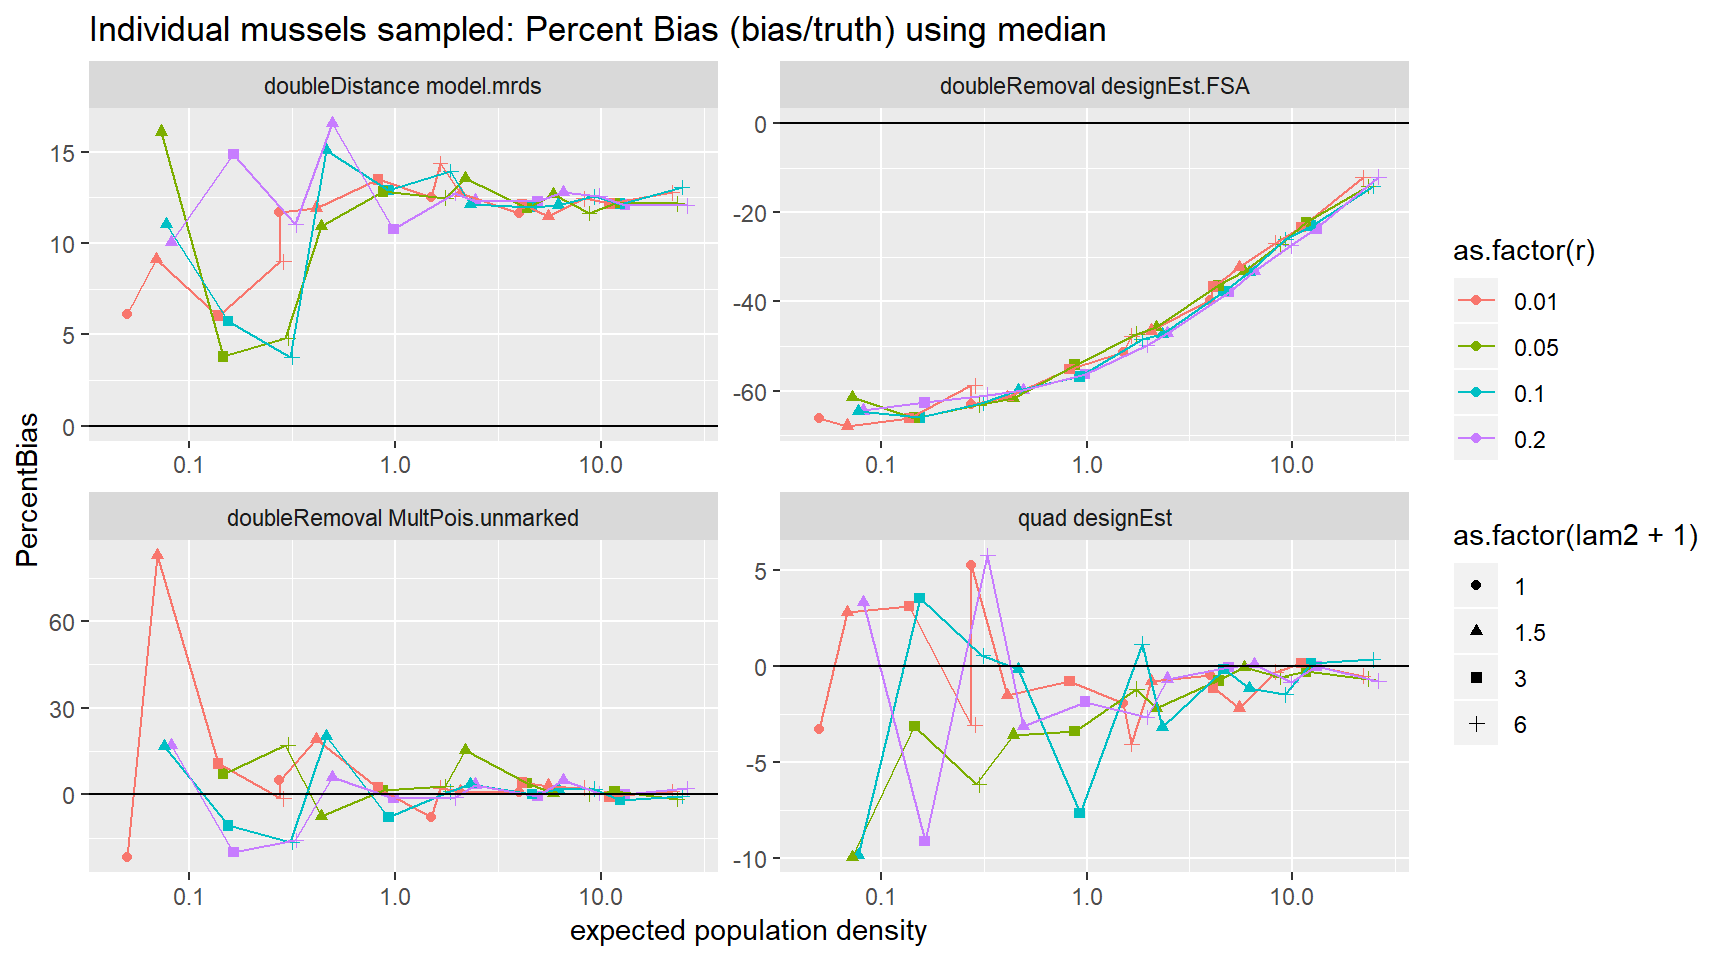 Individual mussels sampled: Percent Bias (bias/truth) using median
doubleDistance model.mrds
doubleRemoval designEst.FSA
15
10
5
0
0.1 1.0 10.0
0
-20
-40
-60
0.1 1.0 10.0
doubleRemoval MultPois.unmarked
quad designEst
60
30
0
0.1 1.0 10.0
5
0
-5
-10
0.1 1.0 10.0
PercentBias
expected population density
as.factor(r)
0.01
0.05
0.1
0.2
as.factor(lam2 + 1)
1
1.5
3
6